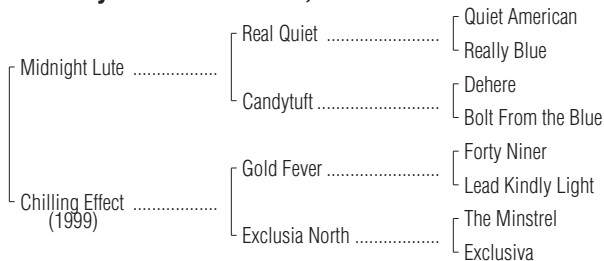 Quiet American
Real Quiet ....................
Really Blue
Midnight Lute ..................
Dehere
Candytuft ......................
Bolt From the Blue
Forty Niner
Gold Fever ....................
Lead Kindly Light
Chilling Effect ..................
(1999)
The Minstrel
Exclusia North ...............
Exclusiva